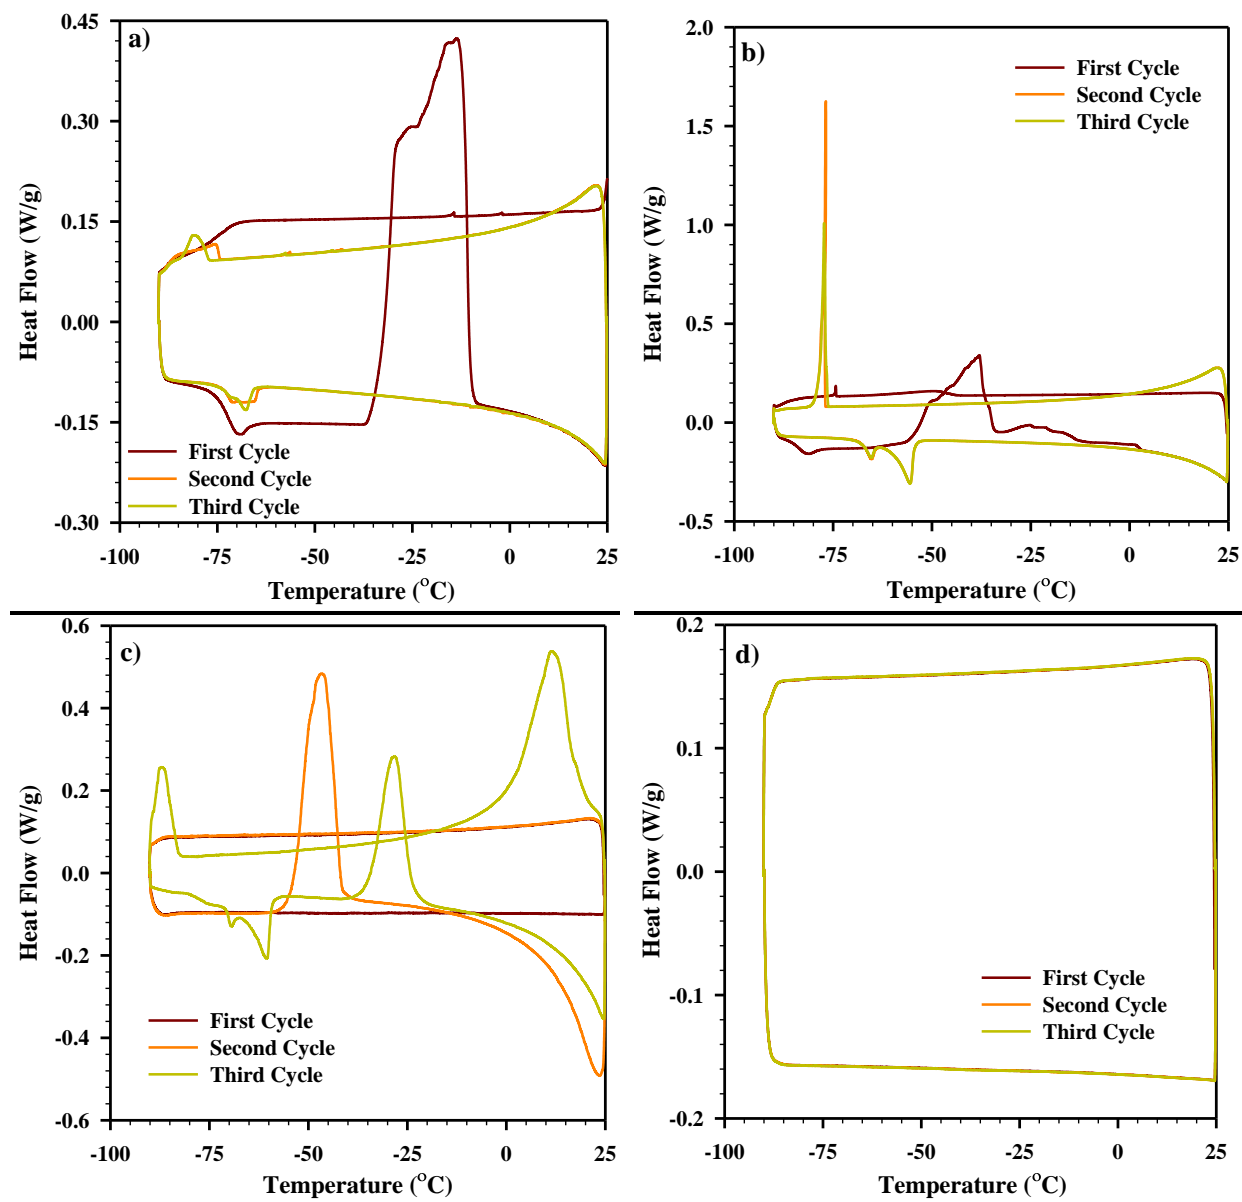 a)
0.45
0.30
0.15
0.00
-0.15
-0.30
Heat Flow (W/g)
First Cycle
Second Cycle
Third Cycle
-100
-75
-50
-25
0
25
Temperature (°C)
b)
2.0
1.5
1.0
0.5
0.0
-0.5
Heat Flow (W/g)
First Cycle
Second Cycle
Third Cycle
-100
-75
-50
-25
0
25
Temperature (°C)
c)
0.6
0.4
0.2
0.0
-0.2
-0.4
-0.6
Heat Flow (W/g)
First Cycle
Second Cycle
Third Cycle
-100
-75
-50
-25
0
25
Temperature (°C)
d)
0.2
0.1
0.0
-0.1
-0.2
Heat Flow (W/g)
First Cycle
Second Cycle
Third Cycle
-100
-75
-50
-25
0
25
Temperature (°C)